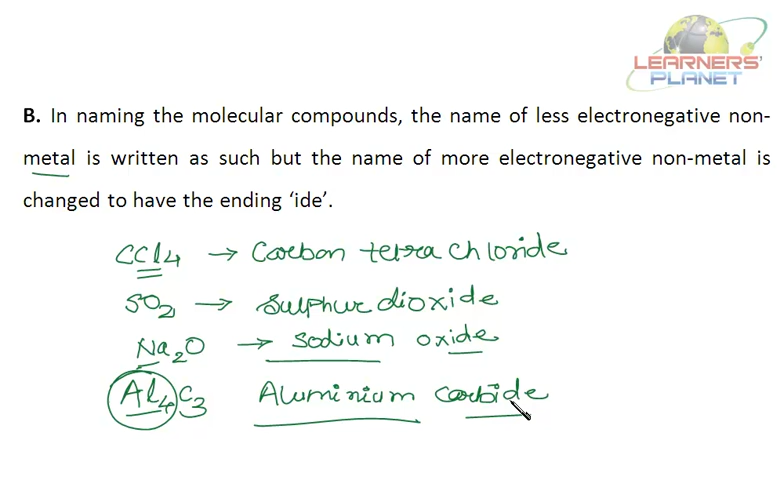 LEARNERS'
PLANET
B. In naming the molecular compounds, the name of less electronegative non-
metal is written as such but the name of more electronegative non-metal is
changed to have the ending ‘ide’.
CCl4 → Carbon tetra chloride
SO2 → Sulphur dioxide
Na2O → Sodium oxide
Al4C3 Aluminium carbide